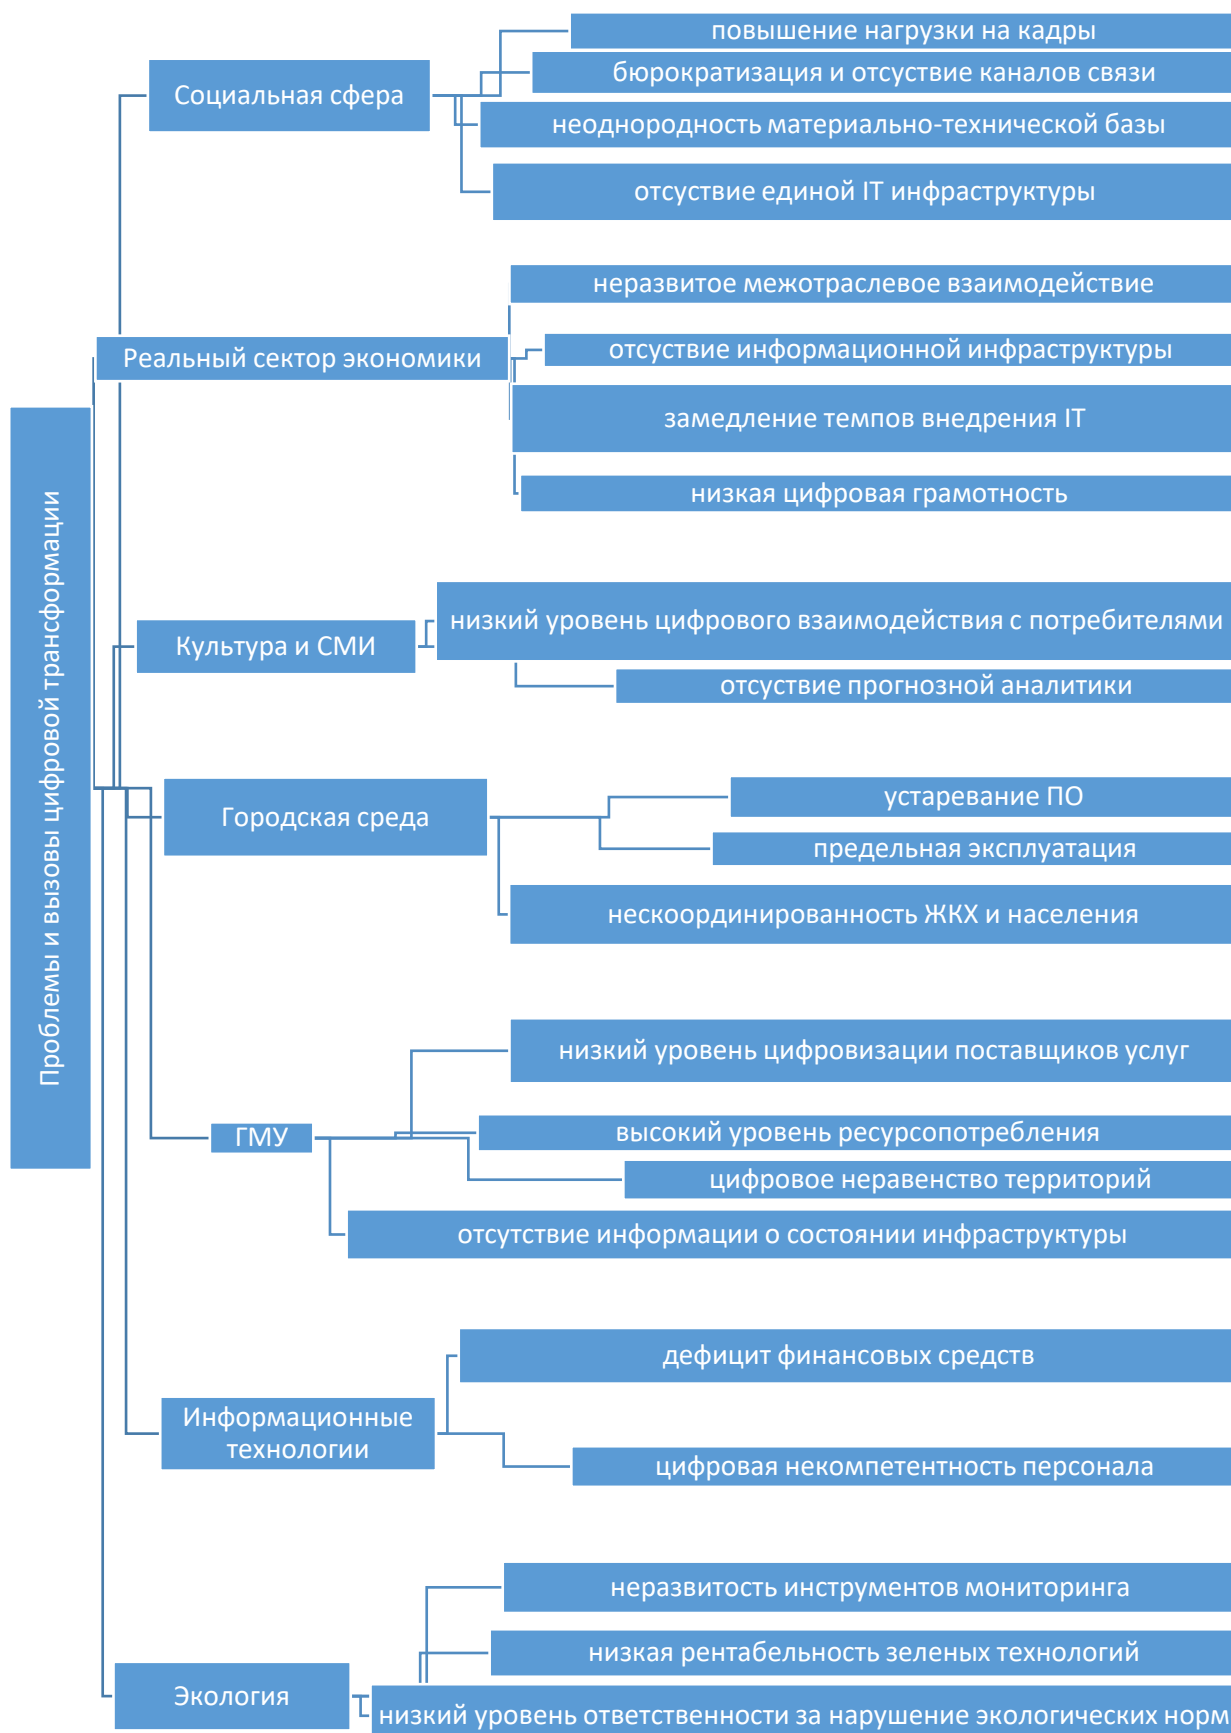 Проблемы и вызовы цифровой трансформации
Социальная сфера
повышение нагрузки на кадры
бюрократизация и отсуствие каналов связи
неоднородность материально-технической базы
отсуствие единой IT инфраструктуры
Реальный сектор экономики
неразвитое межотраслевое взаимодействие
отсуствие информационной инфраструктуры
замедление темпов внедрения IT
низкая цифровая грамотность
Культура и СМИ
низкий уровень цифрового взаимодействия с потребителями
отсуствие прогнозной аналитики
Городская среда
устаревание ПО
предельная эксплуатация
нескоординированность ЖКХ и населения
ГМУ
низкий уровень цифровизации поставщиков услуг
высокий уровень ресурсопотребления
цифровое неравенство территорий
отсутствие информации о состоянии инфраструктуры
Информационные
технологии
дефицит финансовых средств
цифровая некомпетентность персонала
Экология
неразвитость инструментов мониторинга
низкая рентабельность зеленых технологий
низкий уровень ответственности за нарушение экологических норм